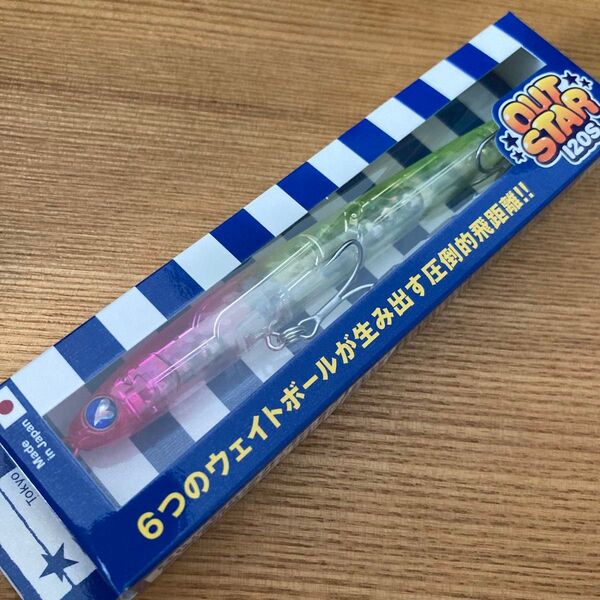 OUT
STAR
120S
6つのウェイトボールが生み出す圧倒的飛距離!!
Made
in Japan
Tokyo